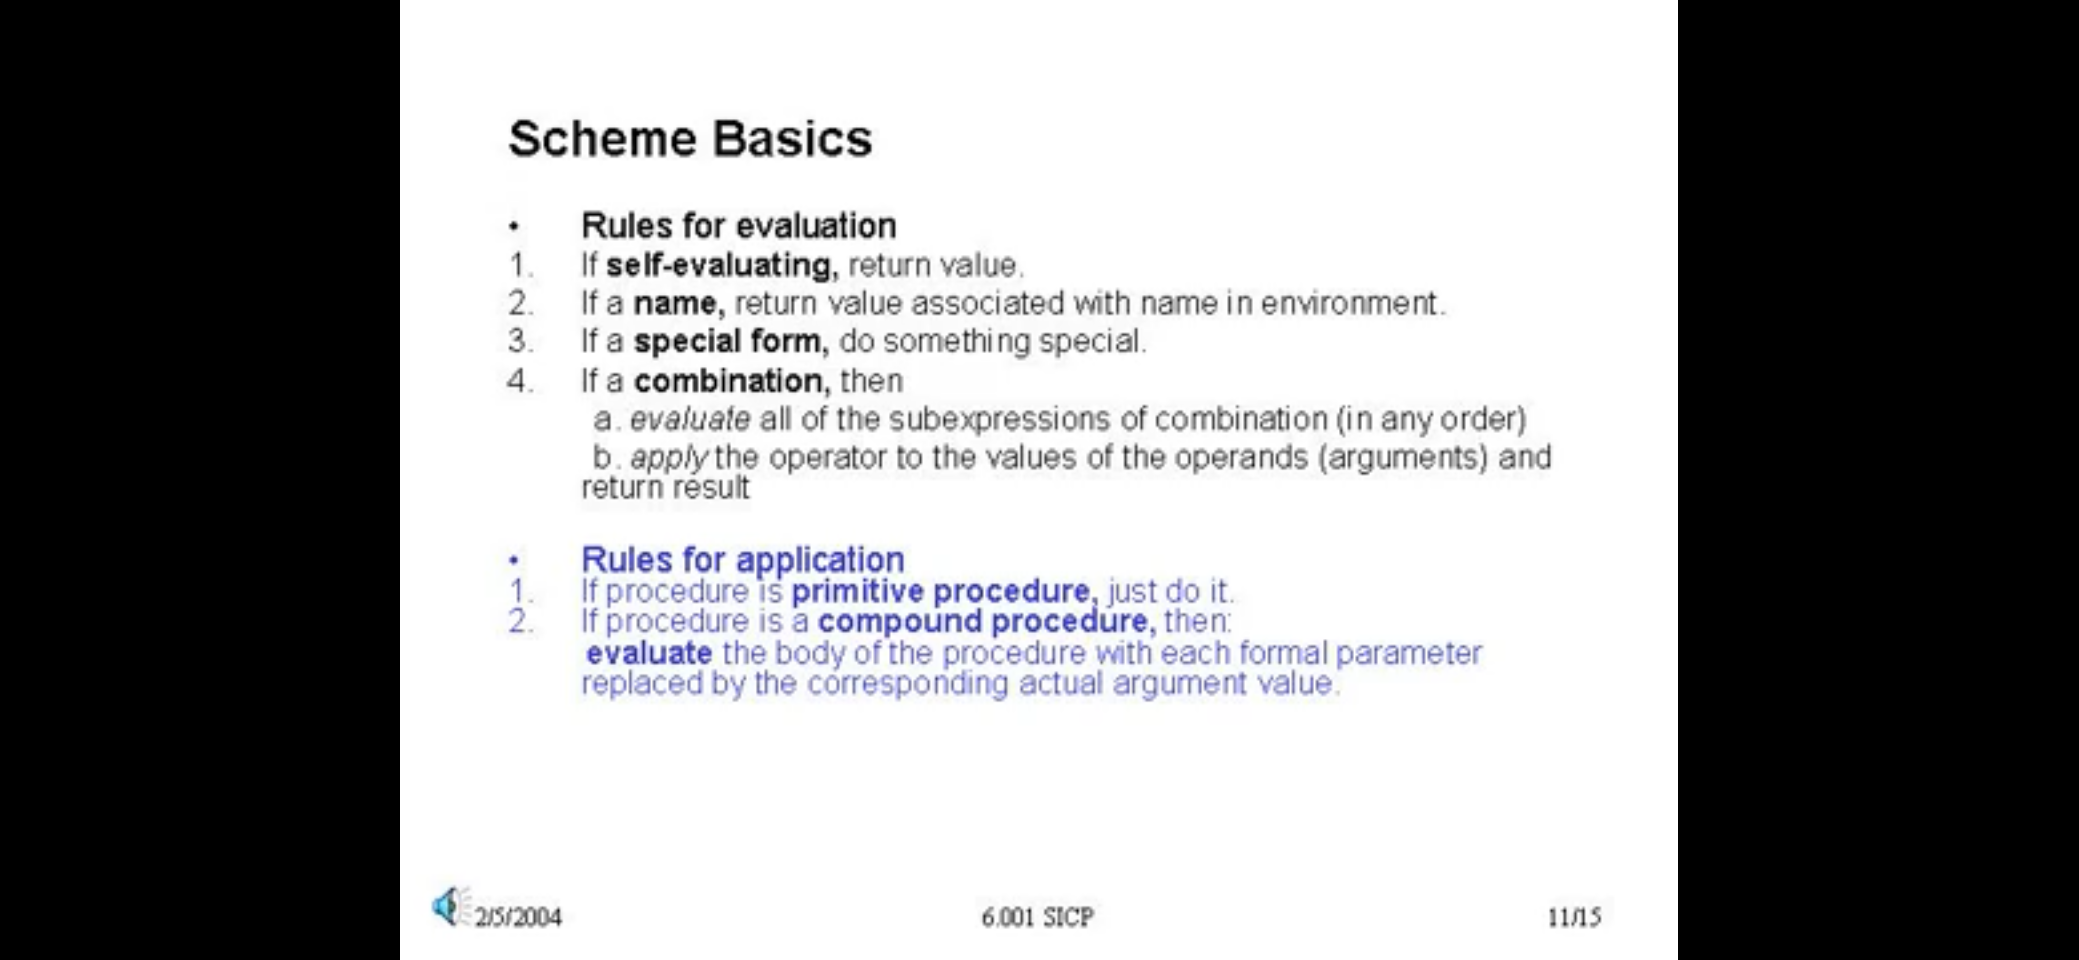 Scheme Basics
• Rules for evaluation
1. If self-evaluating, return value.
2. If a name, return value associated with name in environment.
3. If a special form, do something special.
4. If a combination, then
a. evaluate all of the subexpressions of combination (in any order)
b. apply the operator to the values of the operands (arguments) and
return result
• Rules for application
1. If procedure is primitive procedure, just do it.
2. If procedure is a compound procedure, then:
evaluate the body of the procedure with each formal parameter
replaced by the corresponding actual argument value.
2/5/2004 6.001 SICP 11/15